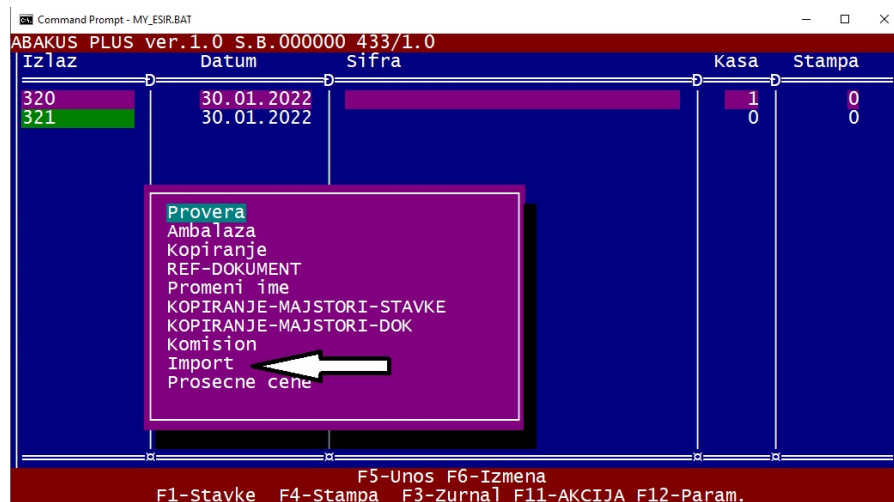 Command Prompt - MY_ESIR.BAT
ABAKUS PLUS ver.1.0 S.B.000000 433/1.0
Izlaz Datum Sifra Kasa Stampa
320 30.01.2022 1 0
321 30.01.2022 0 0
Provera
Ambalaza
Kopiranje
REF-DOKUMENT
Promeni ime
KOPIRANJE-MAJSTORI-STAVKE
KOPIRANJE-MAJSTORI-DOK
Komision
Import
Prosecne cene
F5-Unos F6-Izmena
F1-Stavke F4-Stampa F3-Zurnal F11-AKCIJA F12-Param.